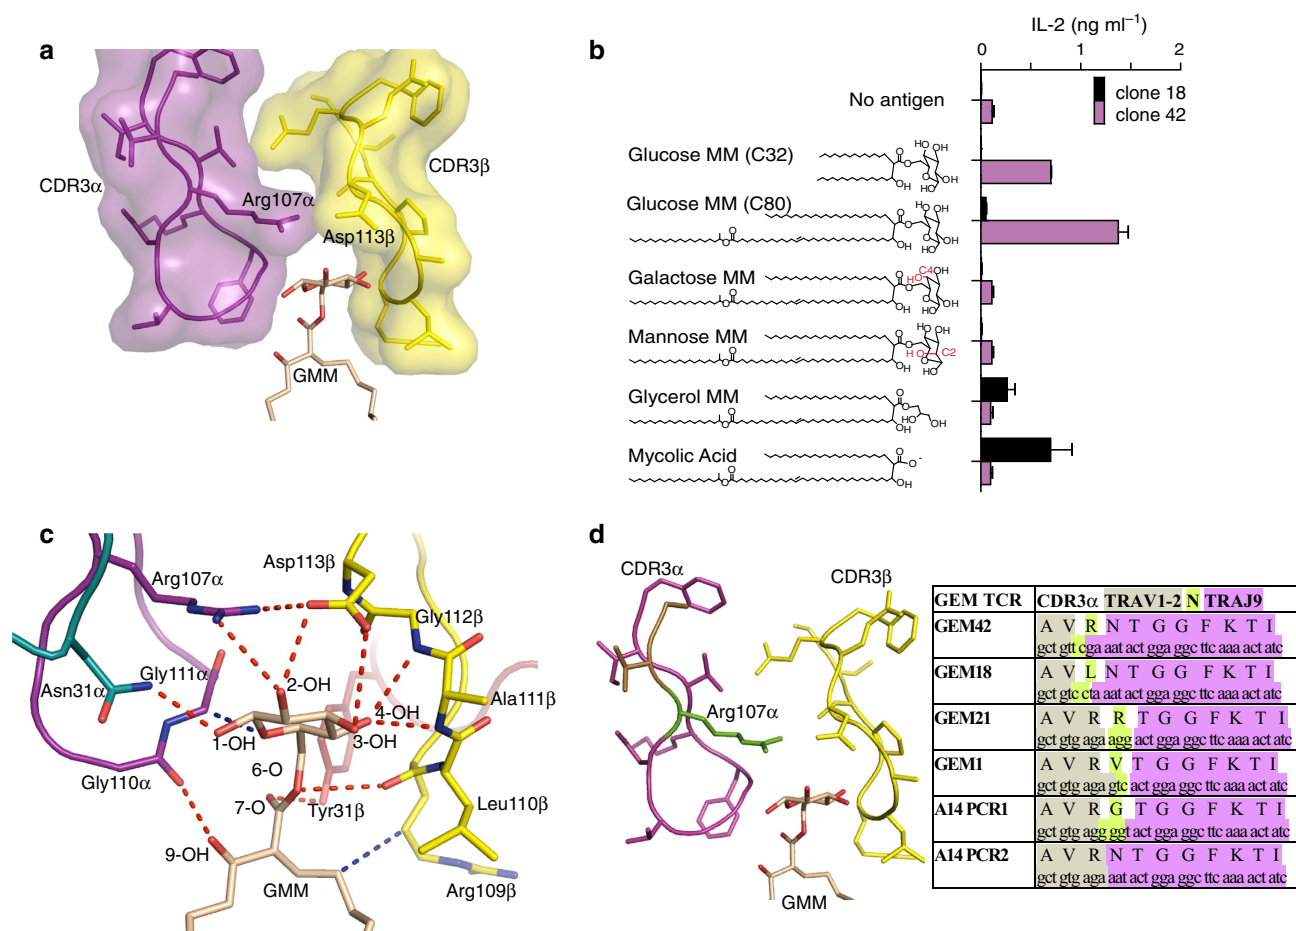 a
CDR3α
Arg107α
CDR3β
Asp113β
GMM
b
IL-2 (ng ml⁻¹)
0 1 2
clone 18
clone 42
No antigen
Glucose MM (C32)
Glucose MM (C80)
Galactose MM
C4
Mannose MM
C2
Glycerol MM
Mycolic Acid
c
Asp113β
Arg107α
Gly112β
Asn31α
Gly111α
2-OH
Ala111β
4-OH
1-OH
3-OH
6-O
Gly110α
7-O
Tyr31β
Leu110β
9-OH
GMM
Arg109β
d
CDR3α
CDR3β
Arg107α
GMM
GEM TCR CDR3α TRAV1-2 N TRAJ9
GEM42 A V R N T G G F K T I
gct gtt cga aat act gga ggc ttc aaa act atc
GEM18 A V L N T G G F K T I
gct gtc cta aat act gga ggc ttc aaa act atc
GEM21 A V R R T G G F K T I
gct gtg aga agg act gga ggc ttc aaa act atc
GEM1 A V R V T G G F K T I
gct gtg aga gtc act gga ggc ttc aaa act atc
A14 PCR1 A V R G T G G F K T I
gct gtg agg ggt act gga ggc ttc aaa act atc
A14 PCR2 A V R N T G G F K T I
gct gtg aga aat act gga ggc ttc aaa act atc